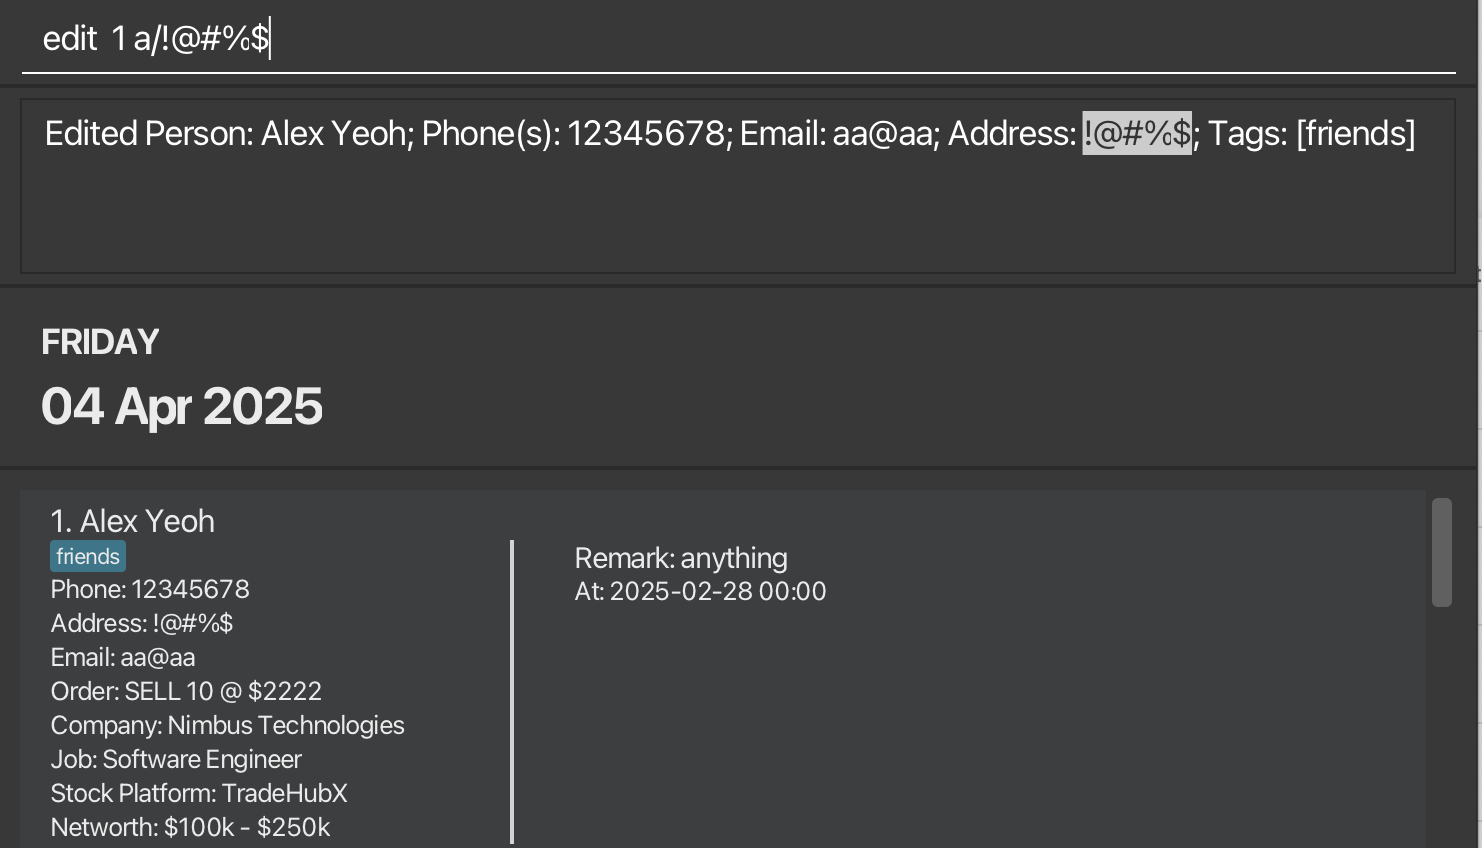 edit  1 a/!@#%$
Edited Person: Alex Yeoh; Phone(s): 12345678; Email: aa@aa; Address: !@#%$; Tags: [friends]
FRIDAY
04 Apr 2025
1. Alex Yeoh
friends
Phone: 12345678
Address: !@#%$
Email: aa@aa
Order: SELL 10 @ $2222
Company: Nimbus Technologies
Job: Software Engineer
Stock Platform: TradeHubX
Networth: $100k - $250k
Remark: anything
At: 2025-02-28 00:00